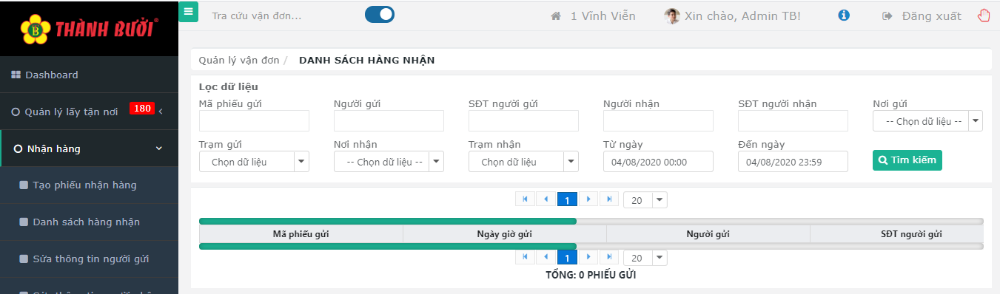 THÀNH BƯỞI®
Tra cứu vận đơn...
1 Vĩnh Viễn
Xin chào, Admin TB!
Đăng xuất
Dashboard
Quản lý lấy tận nơi 180
Nhận hàng
Tạo phiếu nhận hàng
Danh sách hàng nhận
Sửa thông tin người gửi
Quản lý vận đơn / DANH SÁCH HÀNG NHẬN
Lọc dữ liệu
Mã phiếu gửi Người gửi SĐT người gửi Người nhận SĐT người nhận Nơi gửi
-- Chọn dữ liệu --
Trạm gửi Nơi nhận Trạm nhận Từ ngày Đến ngày
Chọn dữ liệu -- Chọn dữ liệu -- Chọn dữ liệu 04/08/2020 00:00 04/08/2020 23:59 Tìm kiếm
1 20
Mã phiếu gửi Ngày giờ gửi Người gửi SĐT người gửi
1 20
TỔNG: 0 PHIẾU GỬI